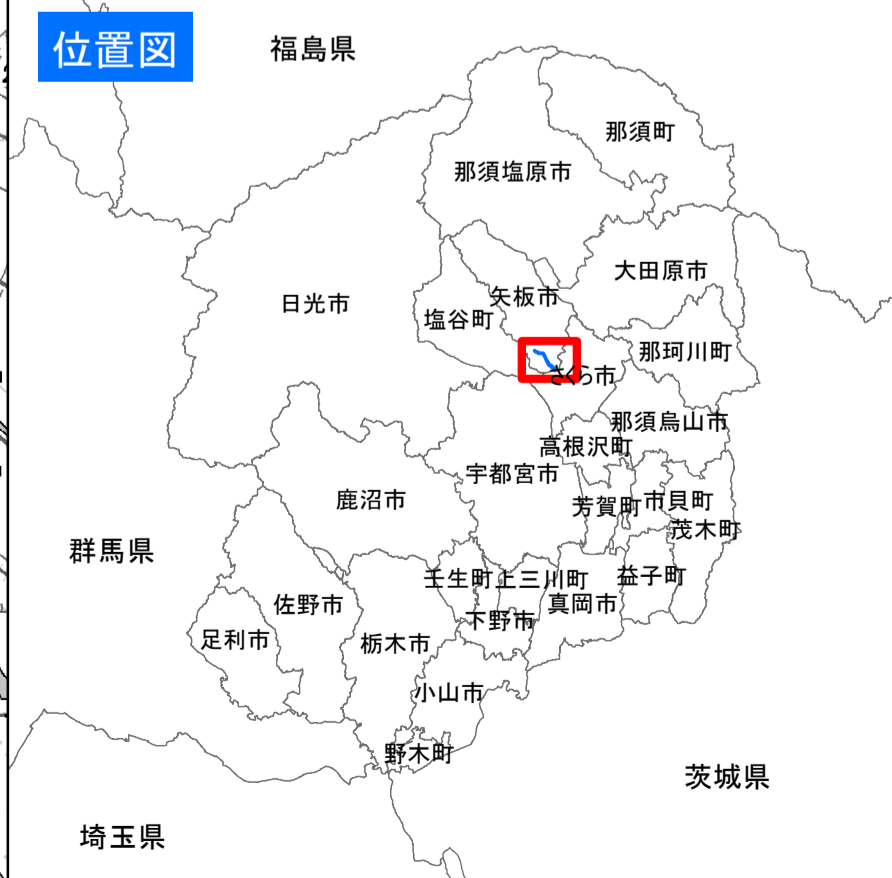 位置図
福島県
那須町
那須塩原市
大田原市
矢板市
日光市
塩谷町
那珂川町
さくら市
那須烏山市
高根沢町
宇都宮市
鹿沼市
芳賀町
市貝町
茂木町
群馬県
壬生町
上三川町
益子町
佐野市
真岡市
下野市
足利市
栃木市
小山市
野木町
茨城県
埼玉県